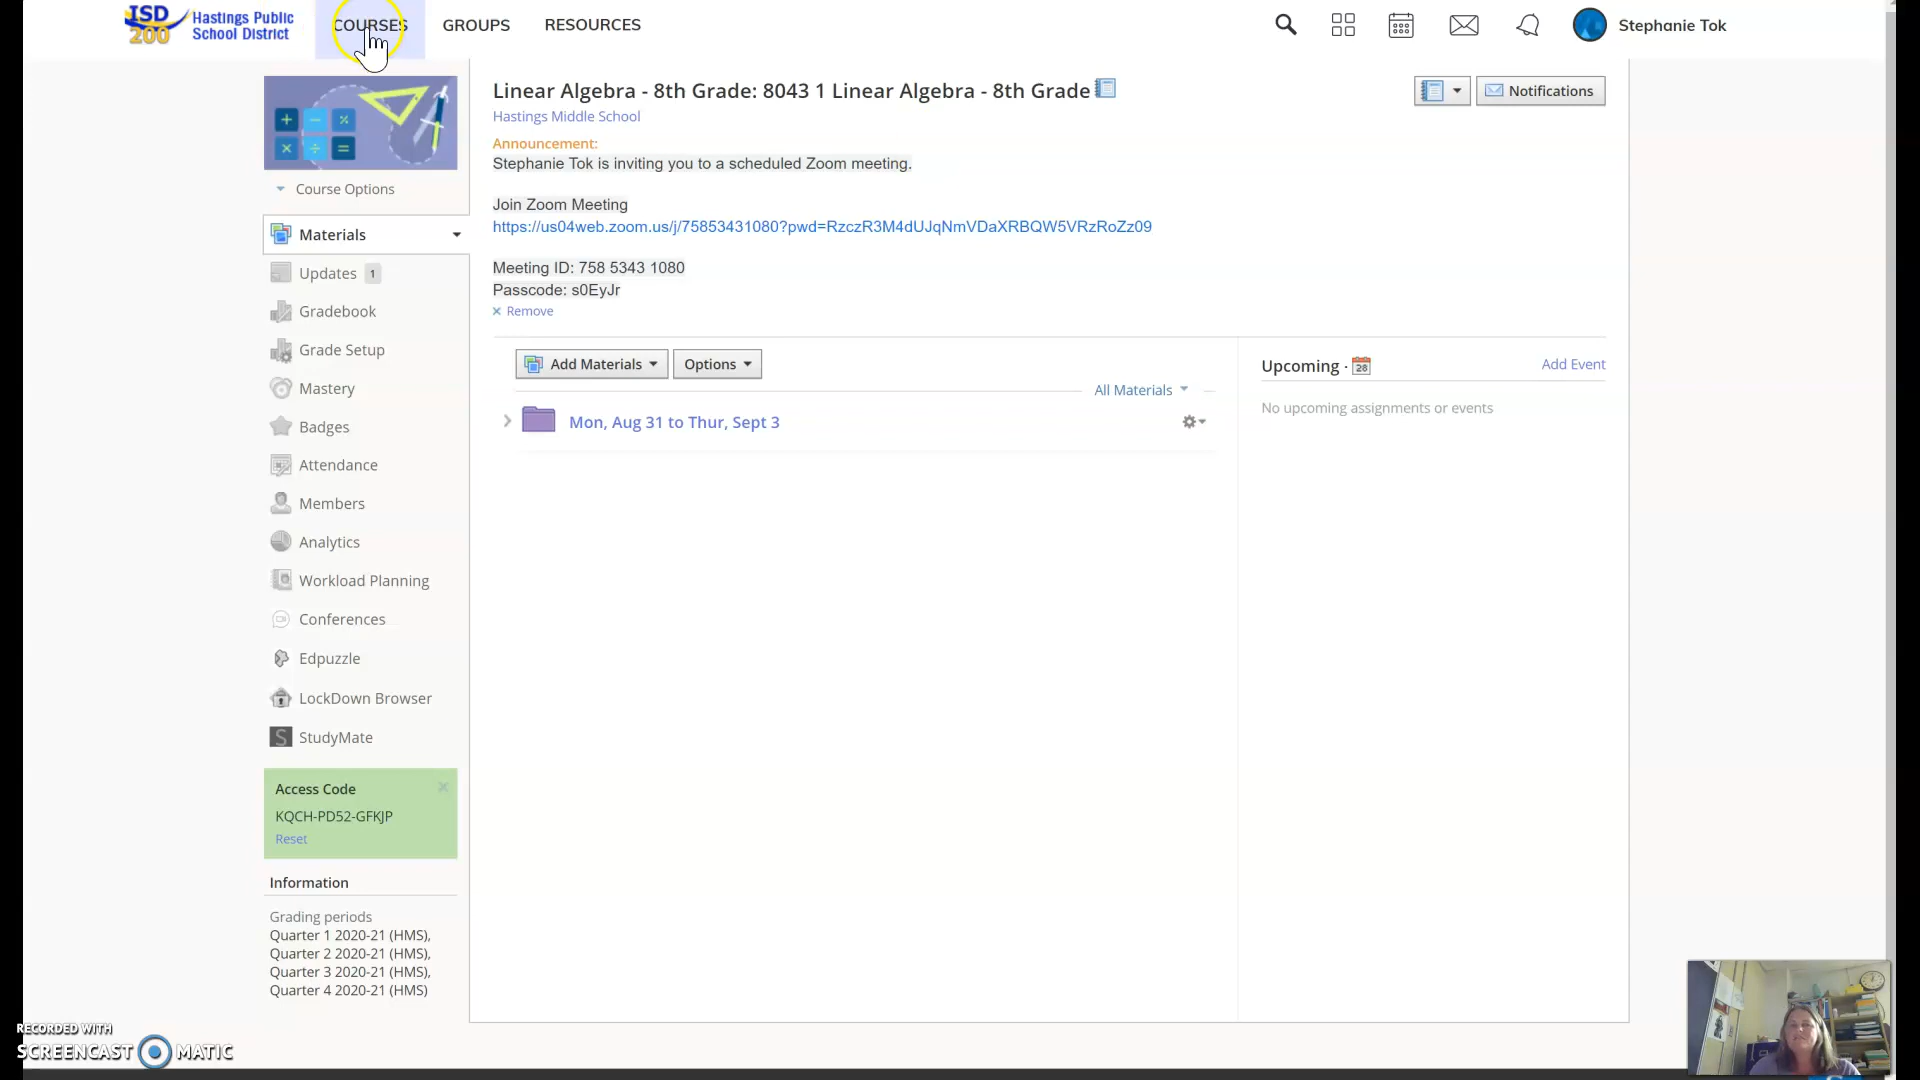 ISD 200
Hastings Public School District
COURSES
GROUPS
RESOURCES
Stephanie Tok
Course Options
Materials
Updates 1
Gradebook
Grade Setup
Mastery
Badges
Attendance
Members
Analytics
Workload Planning
Conferences
Edpuzzle
LockDown Browser
StudyMate
Access Code
KQCH-PD52-GFKJP
Reset
Information
Grading periods
Quarter 1 2020-21 (HMS),
Quarter 2 2020-21 (HMS),
Quarter 3 2020-21 (HMS),
Quarter 4 2020-21 (HMS)
Linear Algebra - 8th Grade: 8043 1 Linear Algebra - 8th Grade
Hastings Middle School
Notifications
Announcement:
Stephanie Tok is inviting you to a scheduled Zoom meeting.
Join Zoom Meeting
https://us04web.zoom.us/j/75853431080?pwd=RzczR3M4dUJqNmVDaXRBQW5VRzRoZz09
Meeting ID: 758 5343 1080
Passcode: s0EyJr
Remove
Add Materials
Options
All Materials
Mon, Aug 31 to Thur, Sept 3
Upcoming · 28
Add Event
No upcoming assignments or events
RECORDED WITH
SCREENCAST MATIC